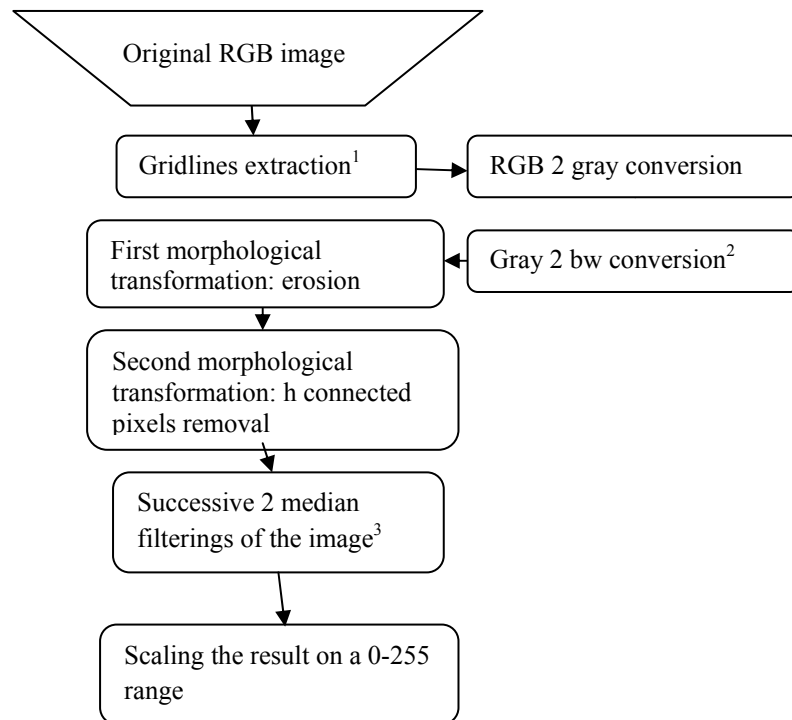 Original RGB image
Gridlines extraction¹
RGB 2 gray conversion
First morphological
transformation: erosion
Gray 2 bw conversion²
Second morphological
transformation: h connected
pixels removal
Successive 2 median
filterings of the image³
Scaling the result on a 0-255
range